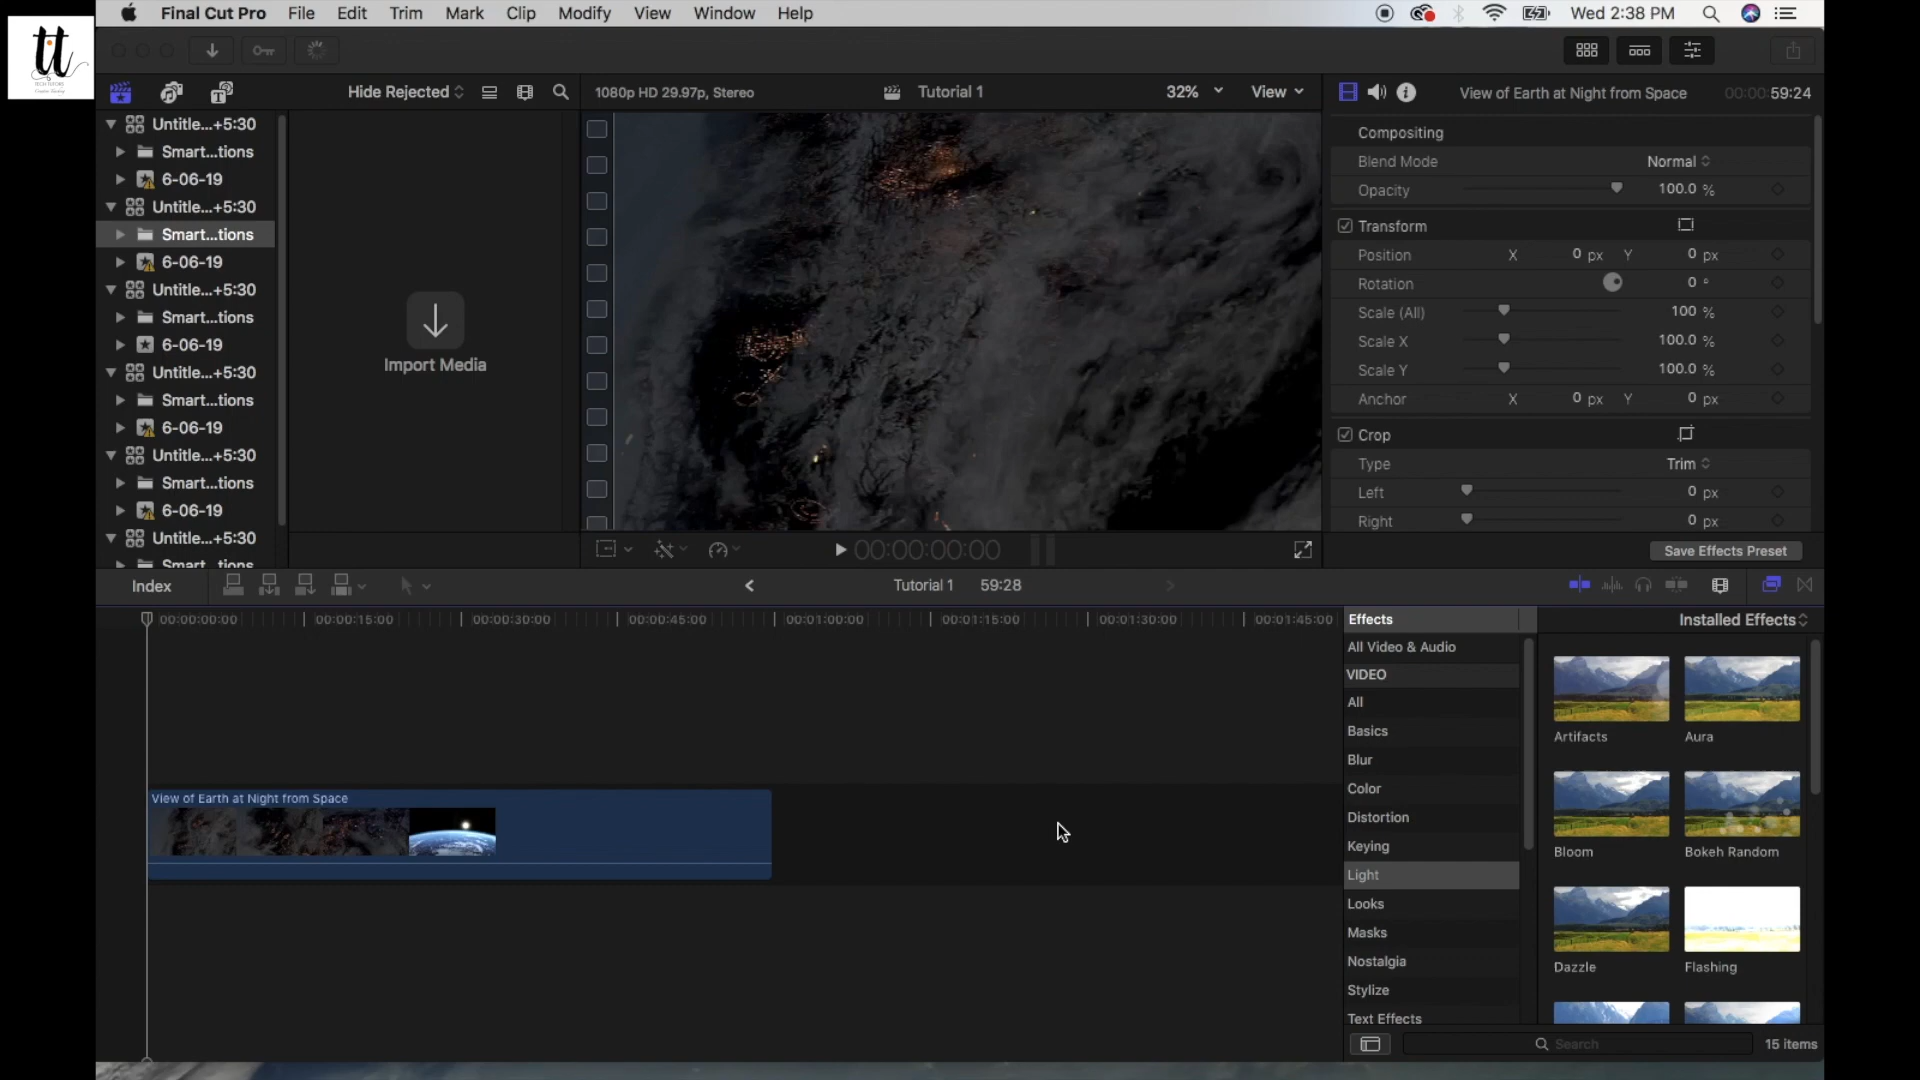 Final Cut Pro File Edit Trim Mark Clip Modify View Window Help Wed 2:38 PM
tt
Hide Rejected
1080p HD 29.97p, Stereo
Tutorial 1
32%
View
View of Earth at Night from Space
00:00:59:24
Untitle...+5:30
Smart...tions
6-06-19
Untitle...+5:30
Smart...tions
6-06-19
Untitle...+5:30
Smart...tions
6-06-19
Untitle...+5:30
Smart...tions
6-06-19
Untitle...+5:30
Smart...tions
6-06-19
Untitle...+5:30
Smart...tions
Import Media
Compositing
Blend Mode Normal
Opacity 100.0 %
Transform
Position X 0 px Y 0 px
Rotation 0 °
Scale (All) 100 %
Scale X 100.0 %
Scale Y 100.0 %
Anchor X 0 px Y 0 px
Crop
Type Trim
Left 0 px
Right 0 px
00:00:00:00
Save Effects Preset
Index
Tutorial 1 59:28
00:00:00:00 00:00:15:00 00:00:30:00 00:00:45:00 00:01:00:00 00:01:15:00 00:01:30:00 00:01:45:00
View of Earth at Night from Space
Effects
Installed Effects
All Video & Audio
VIDEO
All
Basics
Blur
Color
Distortion
Keying
Light
Looks
Masks
Nostalgia
Stylize
Text Effects
Artifacts
Aura
Bloom
Bokeh Random
Dazzle
Flashing
Search
15 items